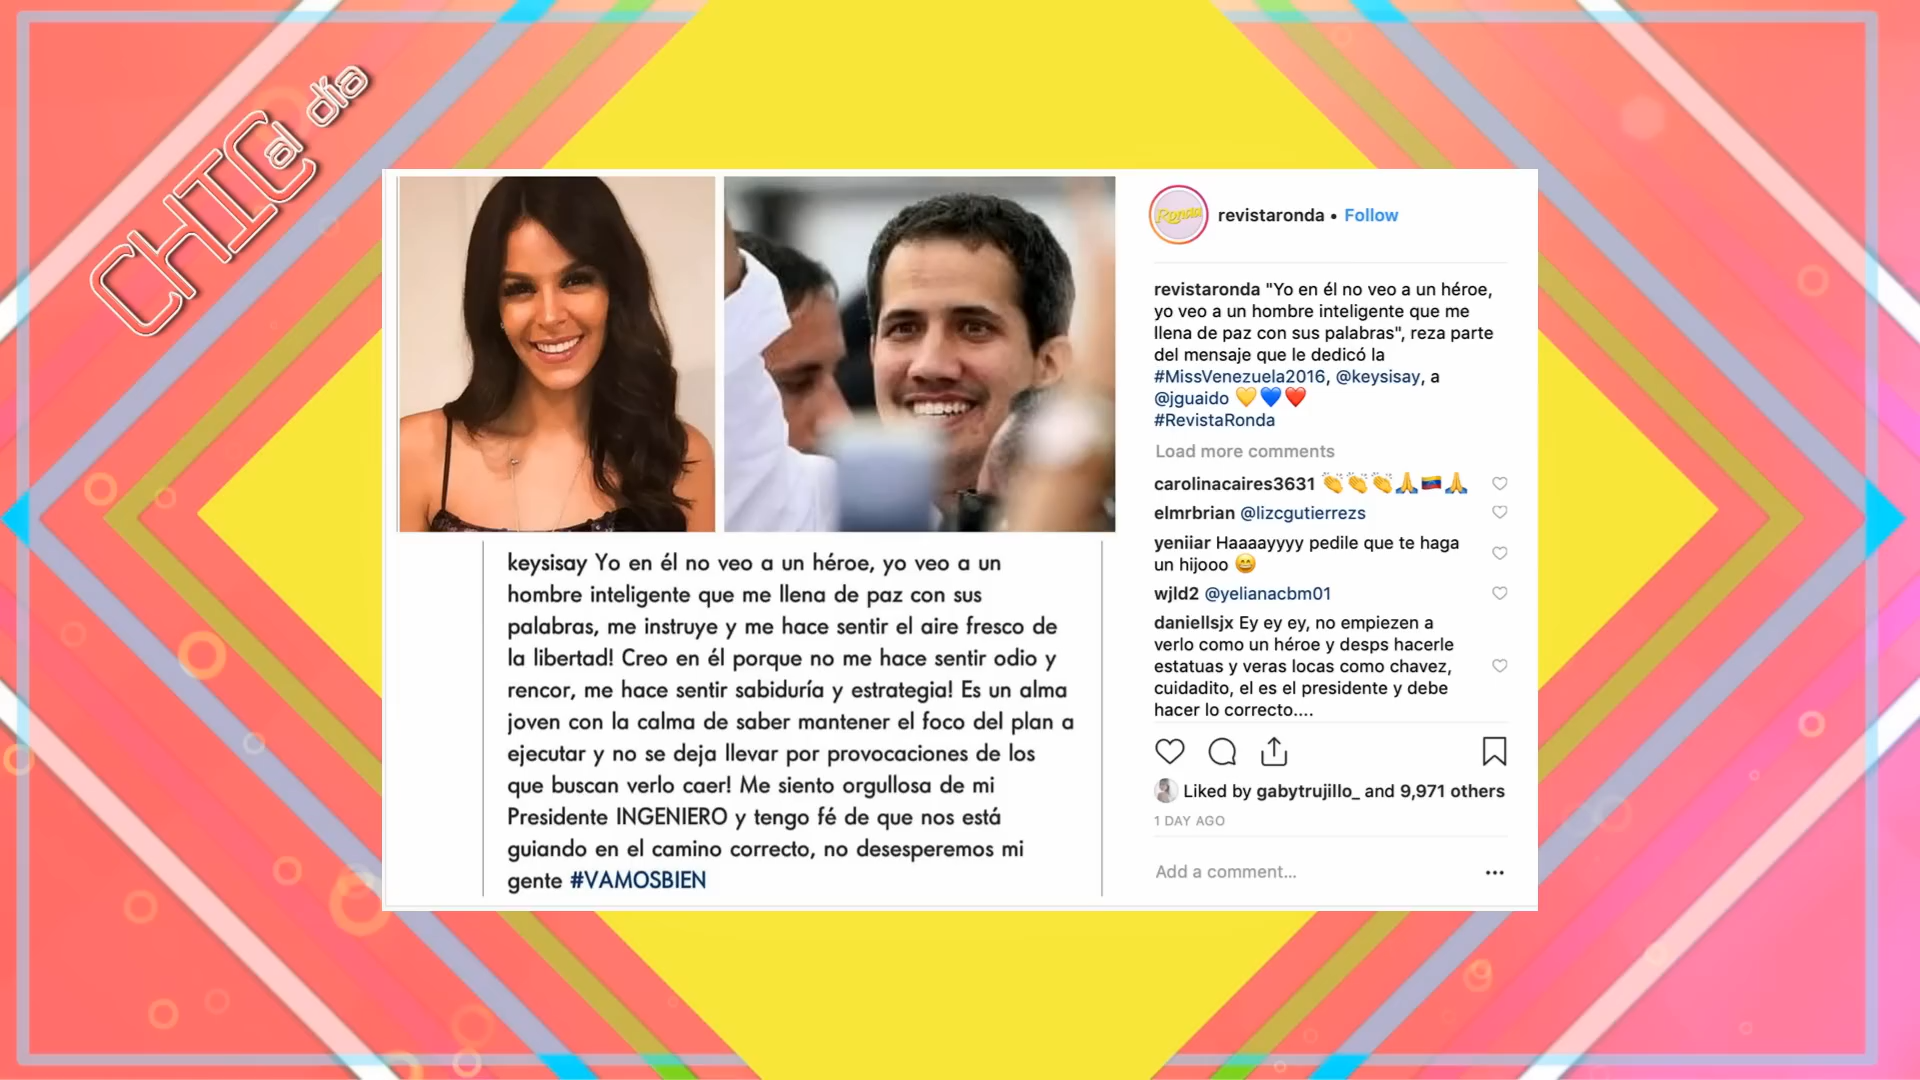 CHIC al día
keysisay Yo en él no veo a un héroe, yo veo a un
hombre inteligente que me llena de paz con sus
palabras, me instruye y me hace sentir el aire fresco de
la libertad! Creo en él porque no me hace sentir odio y
rencor, me hace sentir sabiduría y estrategia! Es un alma
joven con la calma de saber mantener el foco del plan a
ejecutar y no se deja llevar por provocaciones de los
que buscan verlo caer! Me siento orgullosa de mi
Presidente INGENIERO y tengo fé de que nos está
guiando en el camino correcto, no desesperemos mi
gente #VAMOSBIEN
Ronda
revistaronda • Follow
revistaronda "Yo en él no veo a un héroe,
yo veo a un hombre inteligente que me
llena de paz con sus palabras", reza parte
del mensaje que le dedicó la
#MissVenezuela2016, @keysisay, a
@jguaido 💛💙❤️
#RevistaRonda
Load more comments
carolinacaires3631 👏👏👏🙏🇻🇪🙏
elmrbrian @lizcgutierrezs
yeniiar Haaaayyyy pedile que te haga
un hijooo 😄
wjld2 @yelianacbm01
daniellsjx Ey ey ey, no empiezen a
verlo como un héroe y desps hacerle
estatuas y veras locas como chavez,
cuidadito, el es el presidente y debe
hacer lo correcto....
Liked by gabytrujillo_ and 9,971 others
1 DAY AGO
Add a comment...